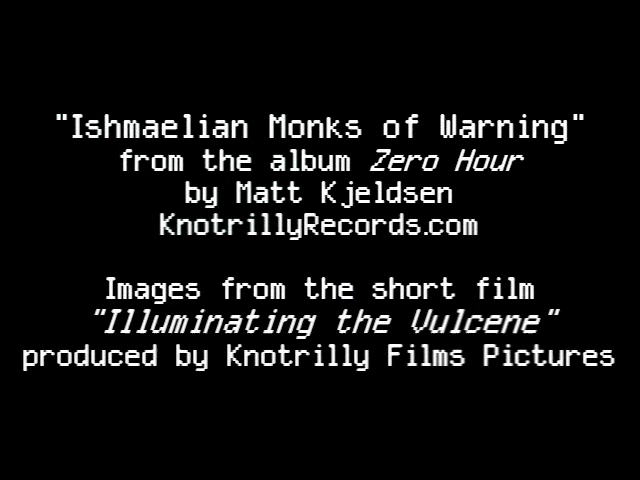 "Ishmaelian Monks of Warning"
from the album Zero Hour
by Matt Kjeldsen
KnotrillyRecords.com
Images from the short film
"Illuminating the Vulcene"
produced by Knotrilly Films Pictures